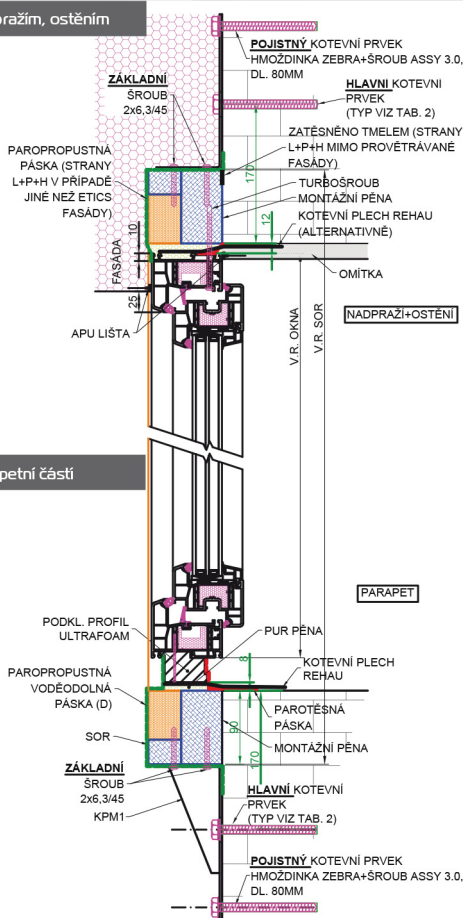 ražím, ostěním
POJISTNÝ KOTEVNÍ PRVEK
HMOŽDINKA ZEBRA+ŠROUB ASSY 3.0,
DL. 80MM
ZÁKLADNÍ
ŠROUB
2x6,3/45
HLAVNI KOTEVNI
PRVEK
(TYP VIZ TAB. 2)
PAROPROPUSTNÁ
PÁSKA (STRANY
L+P+H V PŘÍPADĚ
JINÉ NEŽ ETICS
FASÁDY)
ZATĚSNĚNO TMELEM (STRANY
L+P+H MIMO PROVĚTRÁVANÉ
FASÁDY)
170
TURBOŠROUB
MONTÁŽNÍ PĚNA
12
KOTEVNÍ PLECH REHAU
(ALTERNATIVNĚ)
10
FASÁDA
OMÍTKA
25
APU LIŠTA
NADPRAŽÍ+OSTĚNÍ
V.R. OKNA
V.R. SOR
petní částí
PARAPET
PODKL. PROFIL
ULTRAFOAM
PUR PĚNA
8
KOTEVNÍ PLECH
REHAU
PAROPROPUSTNÁ
VODĚODOLNÁ
PÁSKA (D)
PAROTĚSNÁ
PÁSKA
90
170
SOR
MONTÁŽNÍ PĚNA
ZÁKLADNÍ
ŠROUB
2x6,3/45
KPM1
HLAVNÍ KOTEVNÍ
PRVEK
(TYP VIZ TAB. 2)
POJISTNÝ KOTEVNÍ PRVEK
HMOŽDINKA ZEBRA+ŠROUB ASSY 3.0,
DL. 80MM